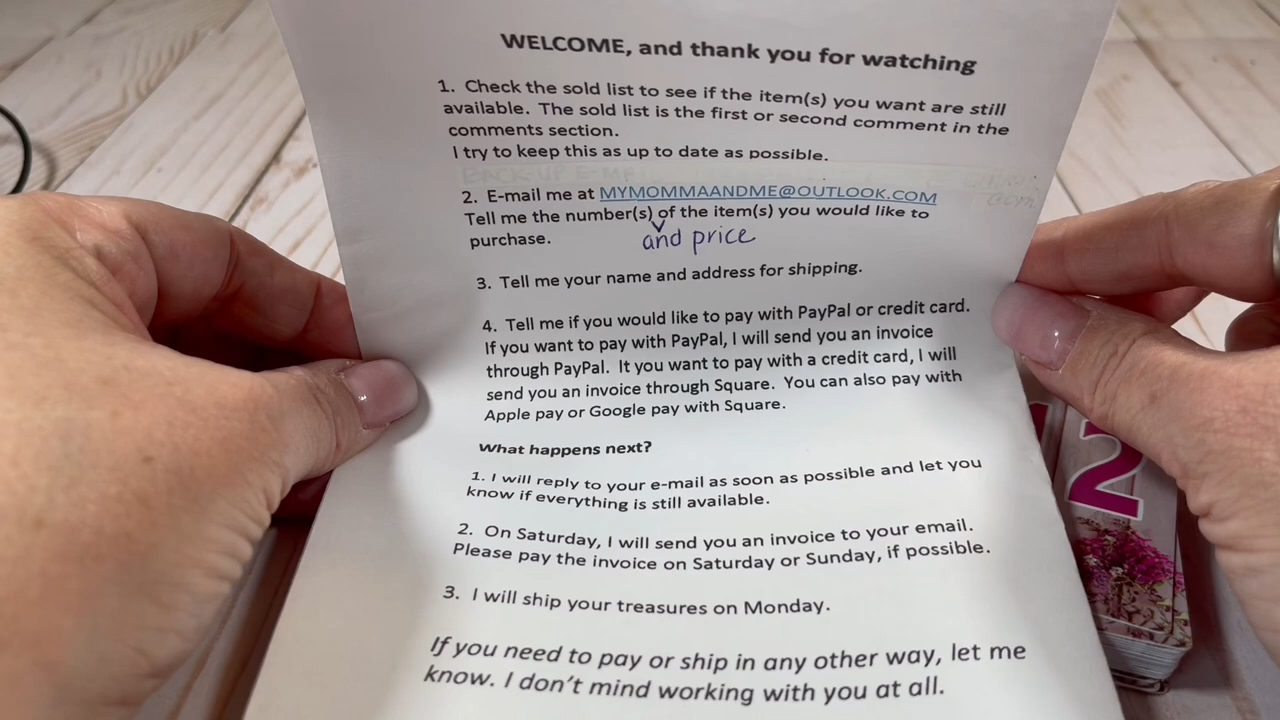 WELCOME, and thank you for watching
1. Check the sold list to see if the item(s) you want are still
available. The sold list is the first or second comment in the
comments section.
I try to keep this as up to date as possible.
BACK-UP E-MAIL
2. E-mail me at MYMOMMAANDME@OUTLOOK.COM
Tell me the number(s) of the item(s) you would like to
purchase.
and price
3. Tell me your name and address for shipping.
4. Tell me if you would like to pay with PayPal or credit card.
If you want to pay with PayPal, I will send you an invoice
through PayPal. It you want to pay with a credit card, I will
send you an invoice through Square. You can also pay with
Apple pay or Google pay with Square.
What happens next?
1. I will reply to your e-mail as soon as possible and let you
know if everything is still available.
2. On Saturday, I will send you an invoice to your email.
Please pay the invoice on Saturday or Sunday, if possible.
3. I will ship your treasures on Monday.
If you need to pay or ship in any other way, let me
know. I don't mind working with you at all.
2